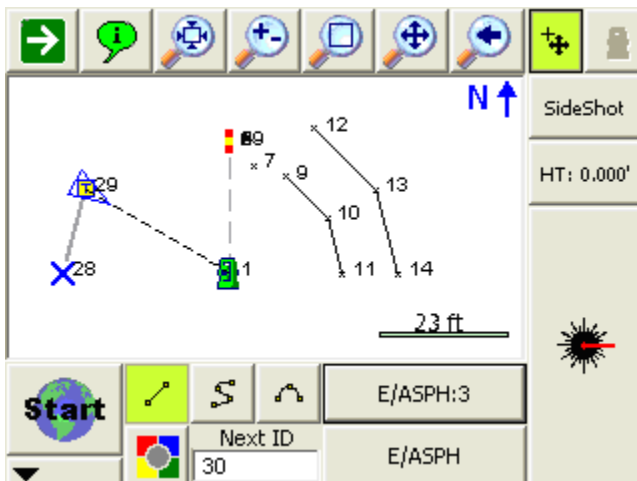 N
SideShot
12
89
7
HT: 0.000'
29
9
13
10
28
1
11
14
23 ft
Start
E/ASPH:3
Next ID
30
E/ASPH